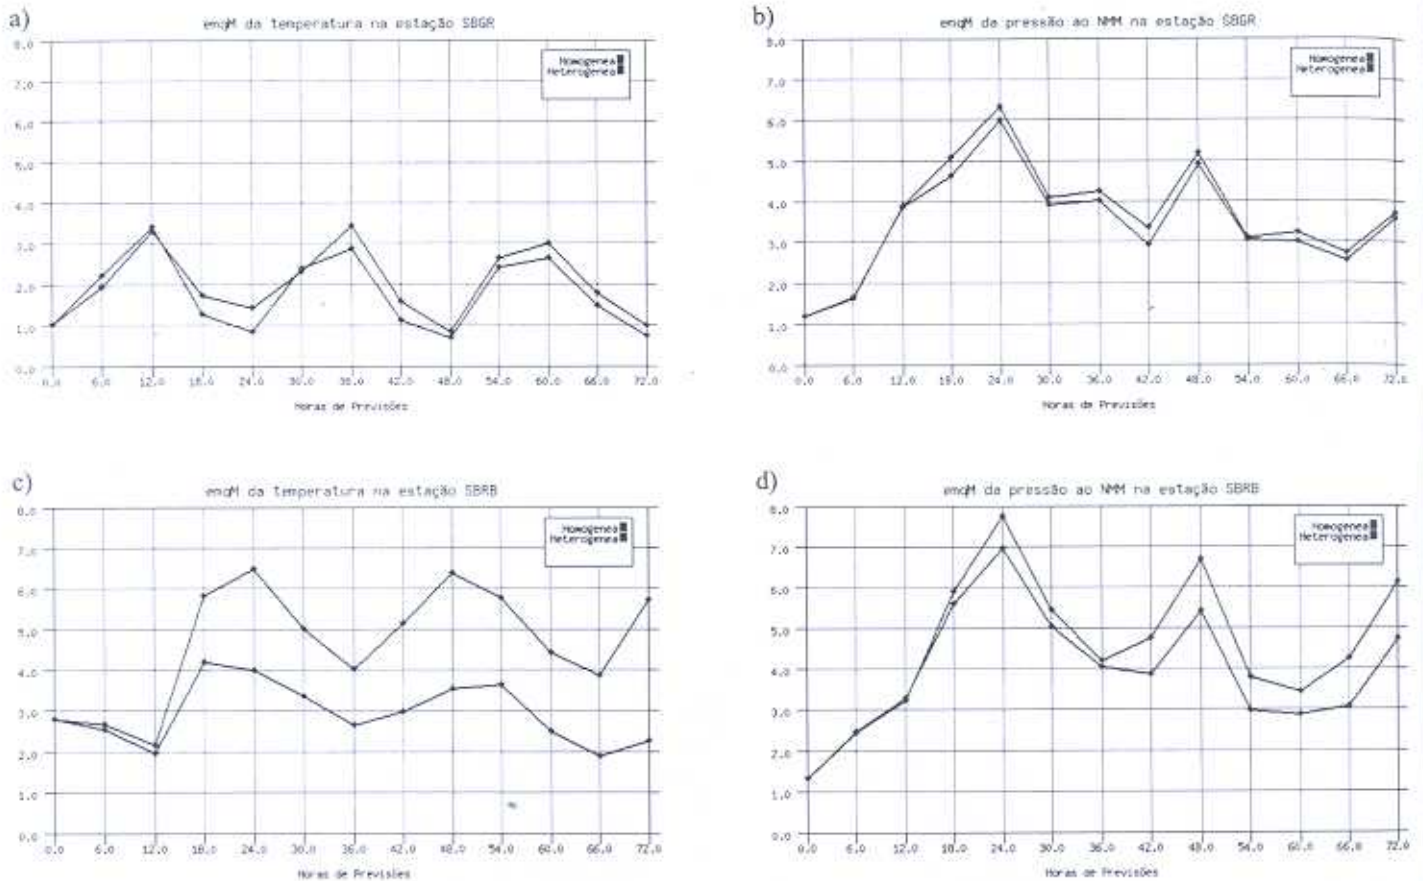 a)
emqM da temperatura na estação SBGR
8.0
7.0
6.0
5.0
4.0
3.0
2.0
1.0
0.0
0.0 6.0 12.0 18.0 24.0 30.0 36.0 42.0 48.0 54.0 60.0 66.0 72.0
Homogenea
Heterogenea
Horas de Previsões
b)
emqM da pressão ao NMM na estação SBGR
8.0
7.0
6.0
5.0
4.0
3.0
2.0
1.0
0.0
0.0 6.0 12.0 18.0 24.0 30.0 36.0 42.0 48.0 54.0 60.0 66.0 72.0
Homogenea
Heterogenea
Horas de Previsões
c)
emqM da temperatura na estação SBRB
8.0
7.0
6.0
5.0
4.0
3.0
2.0
1.0
0.0
0.0 6.0 12.0 18.0 24.0 30.0 36.0 42.0 48.0 54.0 60.0 66.0 72.0
Homogenea
Heterogenea
Horas de Previsões
d)
emqM da pressão ao NMM na estação SBRB
8.0
7.0
6.0
5.0
4.0
3.0
2.0
1.0
0.0
0.0 6.0 12.0 18.0 24.0 30.0 36.0 42.0 48.0 54.0 60.0 66.0 72.0
Homogenea
Heterogenea
Horas de Previsões